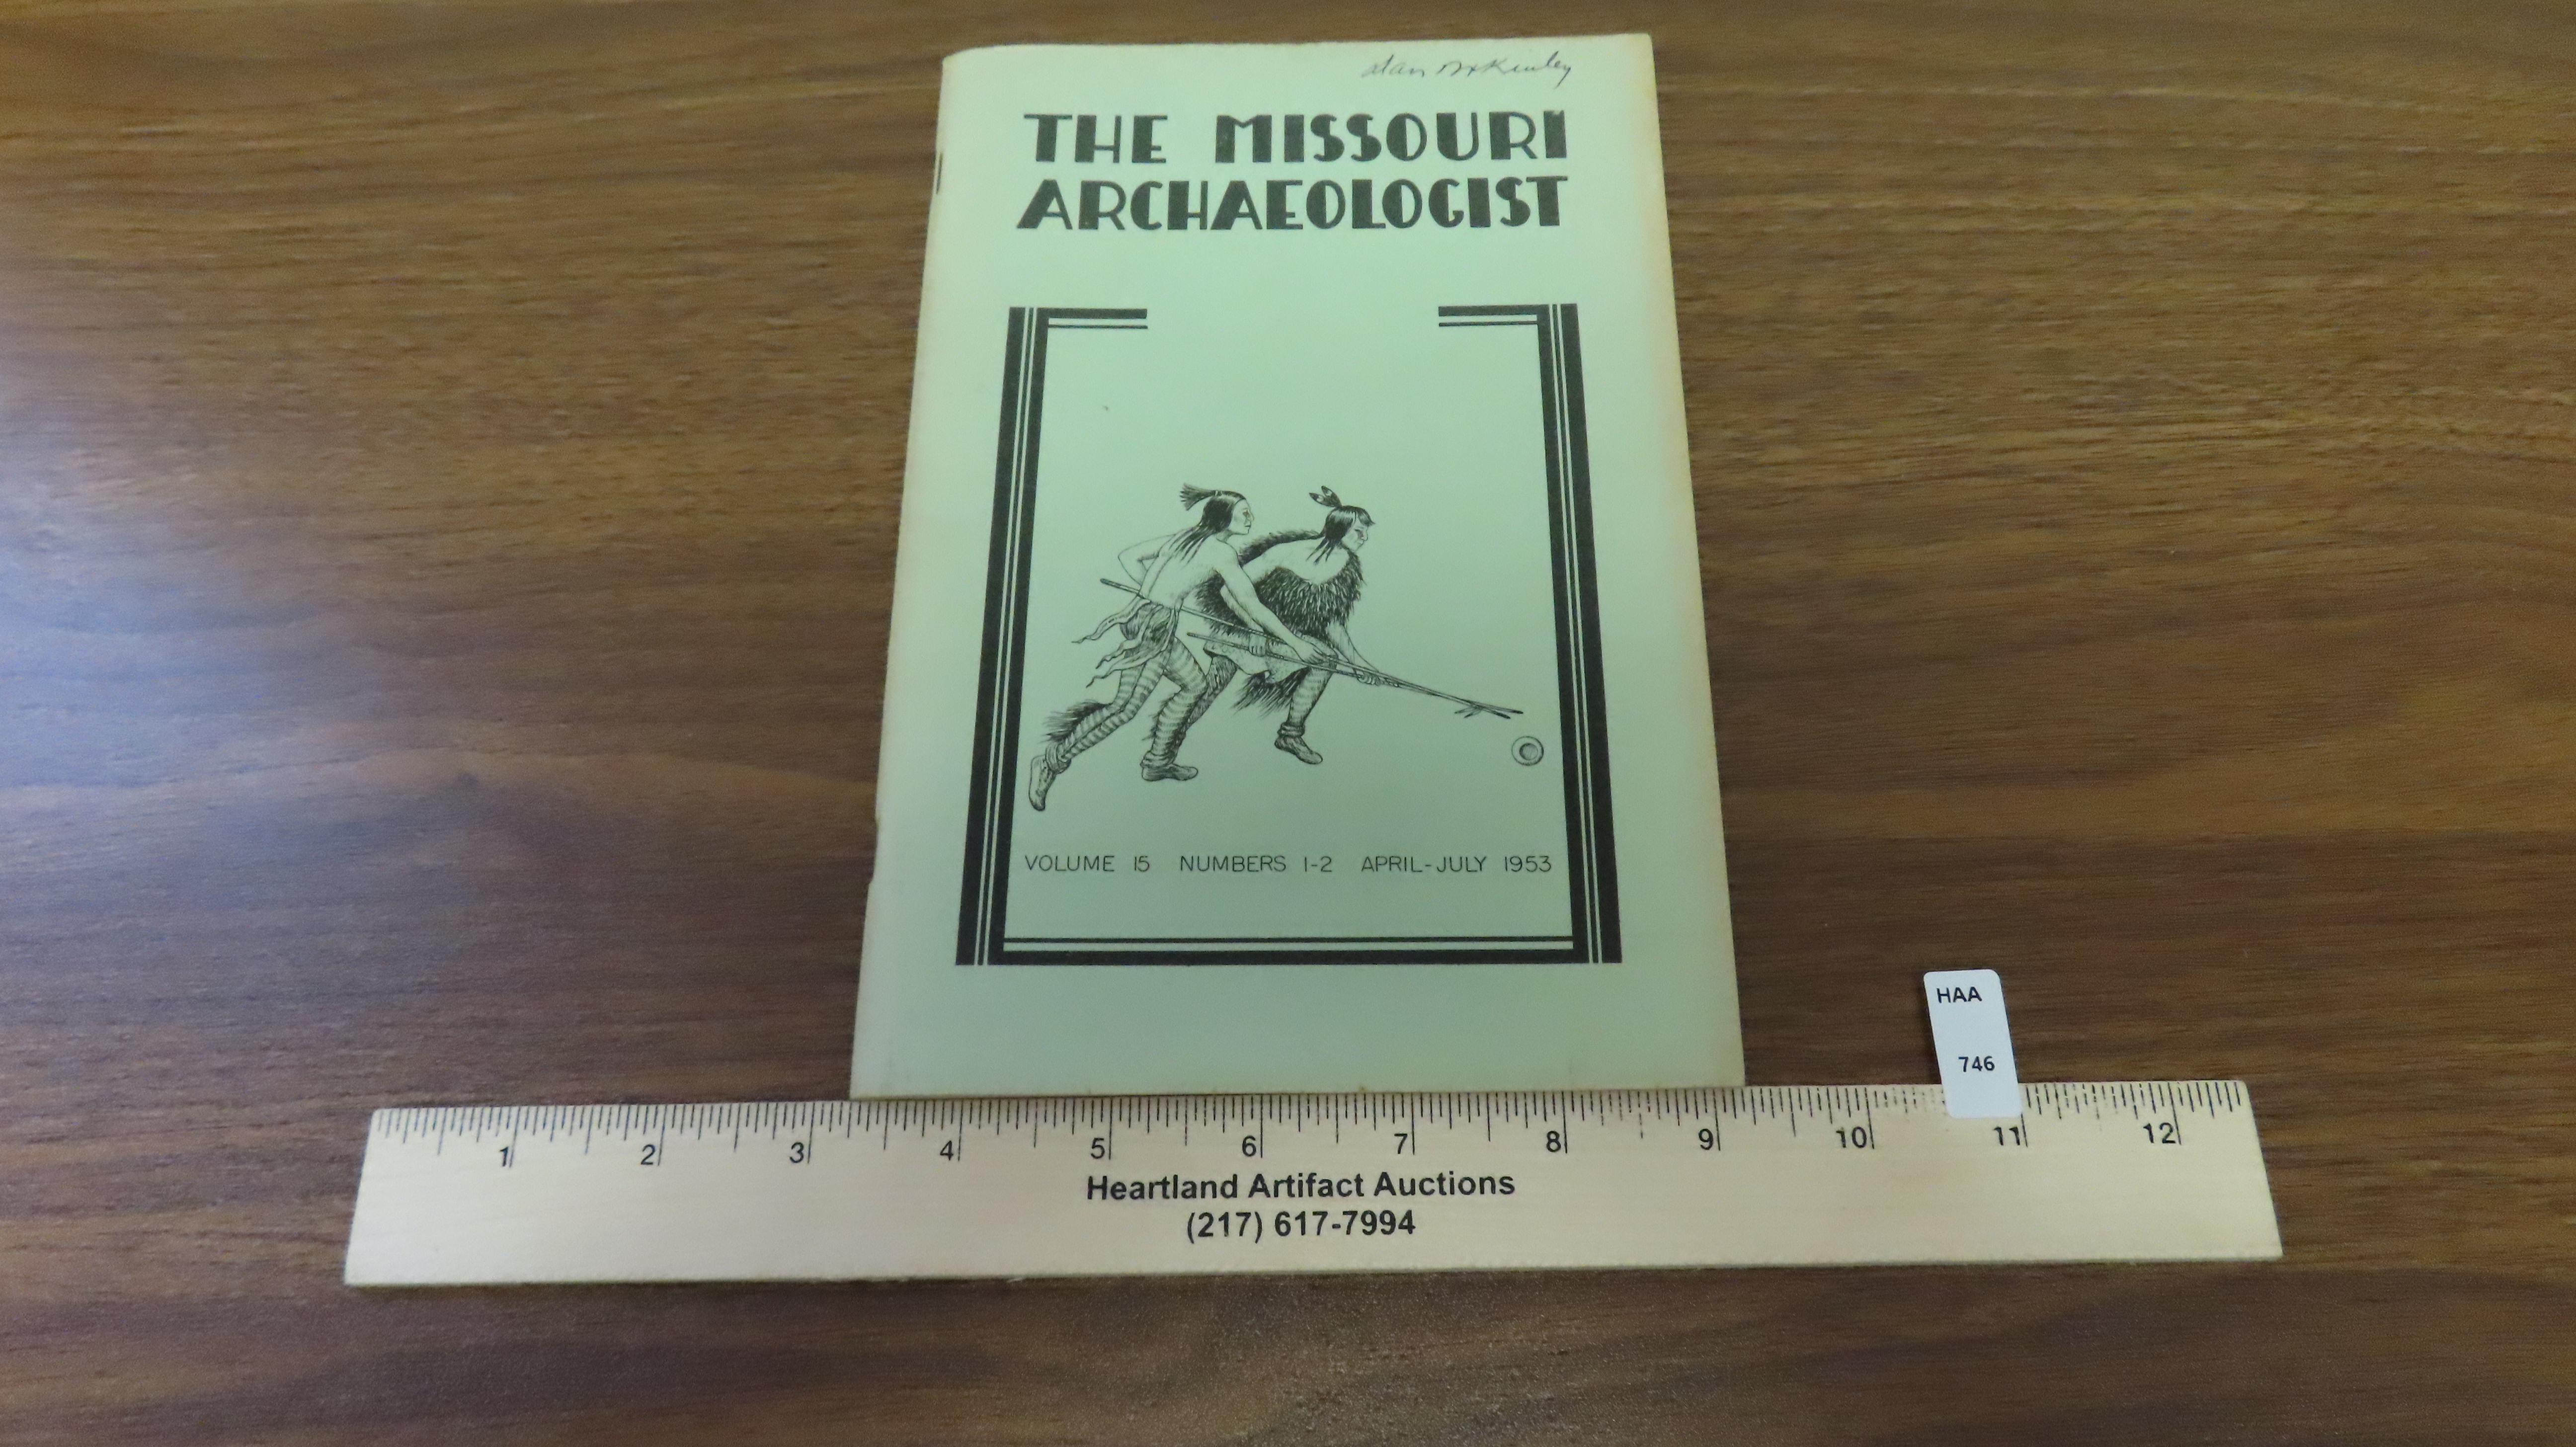 McKinley
THE MISSOURI
ARCHAEOLOGIST
VOLUME 15 NUMBERS 1-2 APRIL-JULY 1953
HAA
746
1 2 3 4 5 6 7 8 9 10 11 12
Heartland Artifact Auctions
(217) 617-7994